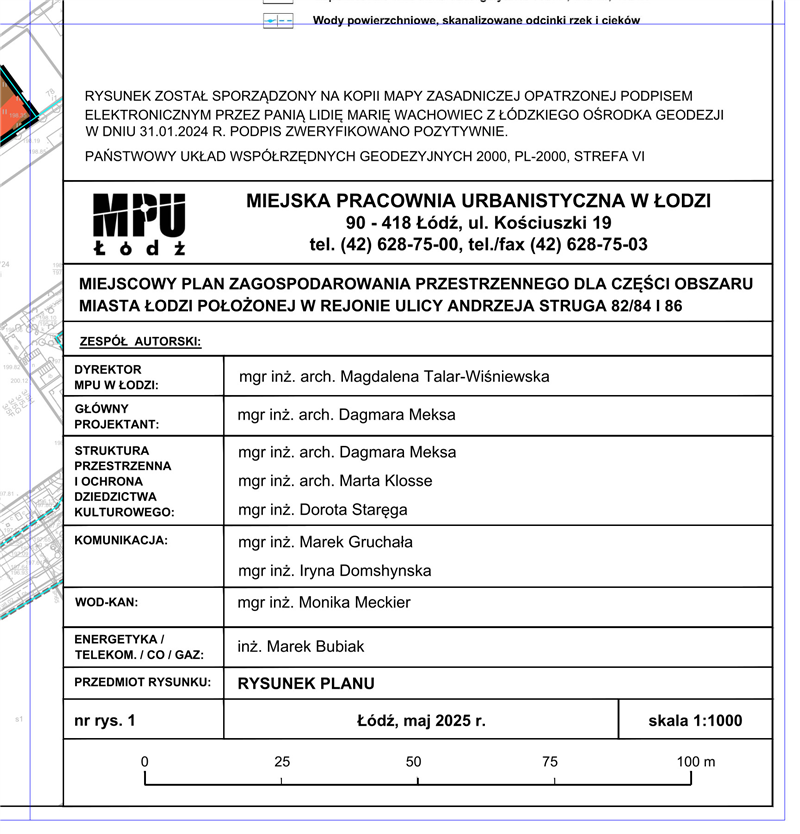 Wody powierzchniowe, skanalizowane odcinki rzek i cieków
RYSUNEK ZOSTAŁ SPORZĄDZONY NA KOPII MAPY ZASADNICZEJ OPATRZONEJ PODPISEM
ELEKTRONICZNYM PRZEZ PANIĄ LIDIĘ MARIĘ WACHOWIEC Z ŁÓDZKIEGO OŚRODKA GEODEZJI
W DNIU 31.01.2024 R. PODPIS ZWERYFIKOWANO POZYTYWNIE.
PAŃSTWOWY UKŁAD WSPÓŁRZĘDNYCH GEODEZYJNYCH 2000, PL-2000, STREFA VI
MPU
Łódź
MIEJSKA PRACOWNIA URBANISTYCZNA W ŁODZI
90 - 418 Łódź, ul. Kościuszki 19
tel. (42) 628-75-00, tel./fax (42) 628-75-03
MIEJSCOWY PLAN ZAGOSPODAROWANIA PRZESTRZENNEGO DLA CZĘŚCI OBSZARU
MIASTA ŁODZI POŁOŻONEJ W REJONIE ULICY ANDRZEJA STRUGA 82/84 I 86
ZESPÓŁ AUTORSKI:
DYREKTOR
MPU W ŁODZI:
mgr inż. arch. Magdalena Talar-Wiśniewska
GŁÓWNY
PROJEKTANT:
mgr inż. arch. Dagmara Meksa
STRUKTURA
PRZESTRZENNA
I OCHRONA
DZIEDZICTWA
KULTUROWEGO:
mgr inż. arch. Dagmara Meksa
mgr inż. arch. Marta Klosse
mgr inż. Dorota Staręga
KOMUNIKACJA:
mgr inż. Marek Gruchała
mgr inż. Iryna Domshynska
WOD-KAN:
mgr inż. Monika Meckier
ENERGETYKA /
TELEKOM. / CO / GAZ:
inż. Marek Bubiak
PRZEDMIOT RYSUNKU:
RYSUNEK PLANU
nr rys. 1
Łódź, maj 2025 r.
skala 1:1000
0 25 50 75 100 m
s1